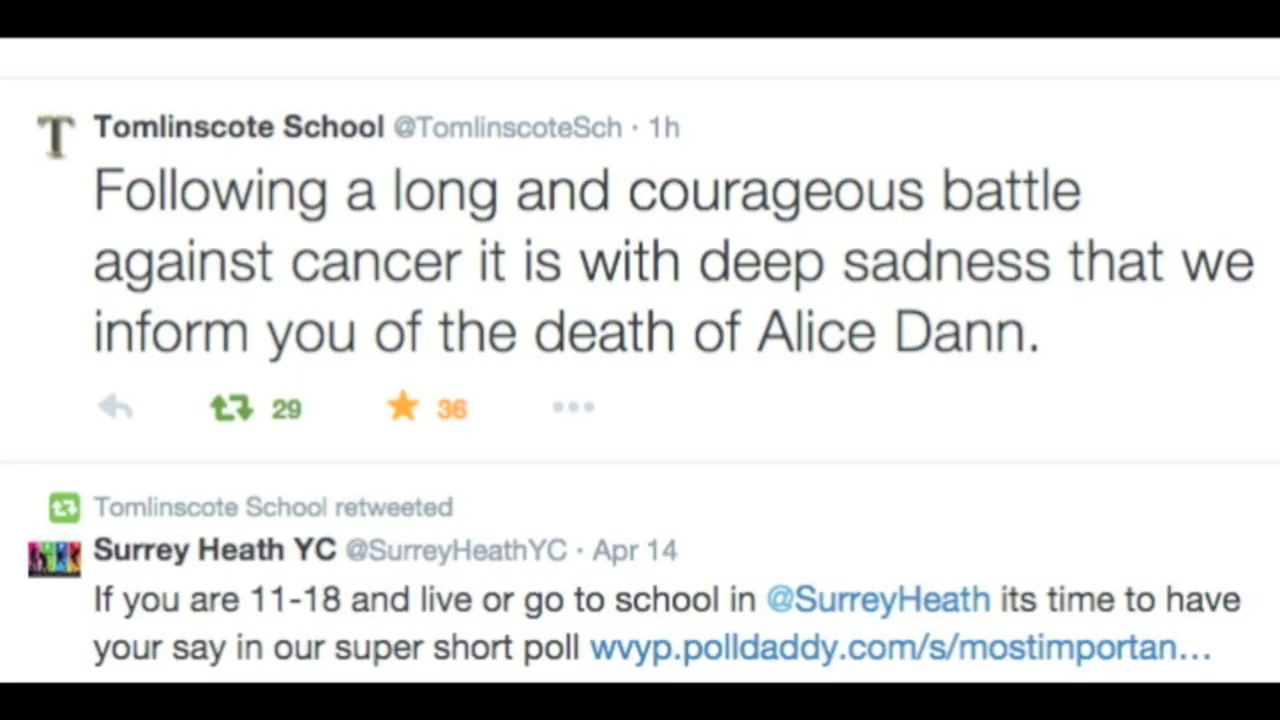 T
Tomlinscote School @TomlinscoteSch · 1h
Following a long and courageous battle
against cancer it is with deep sadness that we
inform you of the death of Alice Dann.
29 36
Tomlinscote School retweeted
Surrey Heath YC @SurreyHeathYC · Apr 14
If you are 11-18 and live or go to school in @SurreyHeath its time to have
your say in our super short poll wvyp.polldaddy.com/s/mostimportan...